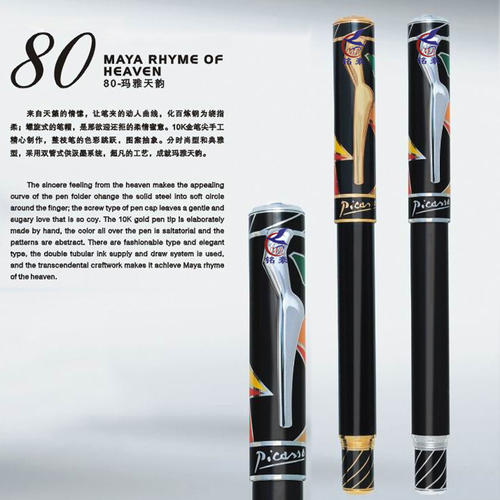 80
MAYA RHYME OF
HEAVEN
80-玛雅天韵
来自天籁的情愫，让笔夹的动人曲线，化百炼钢为绕指
柔；螺旋式的笔帽，是那欲迎还拒的柔情蜜意。10K金笔尖手工
精心制作，整枝笔的色彩跳跃，图案抽象。分时尚型和典雅
型，采用双管式供汲墨系统，超凡的工艺，成就玛雅天韵。
The sincere feeling from the heaven makes the appealing
curve of the pen folder change the solid steel into soft circle
around the finger; the screw type of pen cap leaves a gentle and
sugary love that is so coy. The 10K gold pen tip is elaborately
made by hand, the color all over the pen is saltatorial and the
patterns are abstract. There are fashionable type and elegant
type, the double tubular ink supply and draw system is used,
and the transcendental craftwork makes it achieve Maya rhyme
of the heaven.
铭泰
铭泰
铭泰
Picasso
Picasso
Picasso